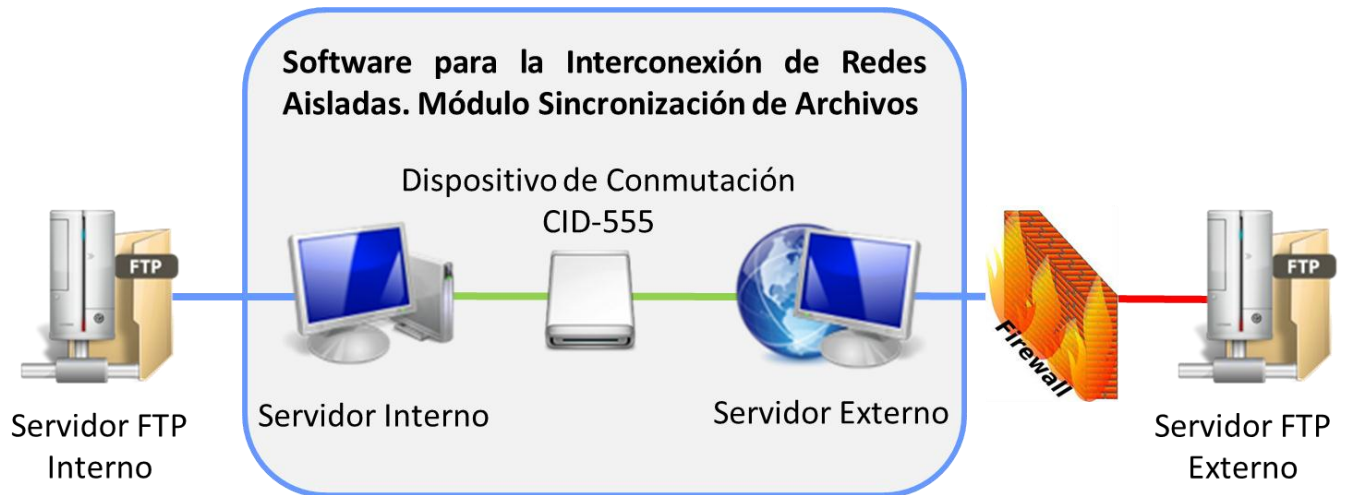 Software para la Interconexión de Redes
Aisladas. Módulo Sincronización de Archivos
Dispositivo de Conmutación
CID-555
FTP
FTP
Firewall
Servidor Interno
Servidor Externo
Servidor FTP
Interno
Servidor FTP
Externo